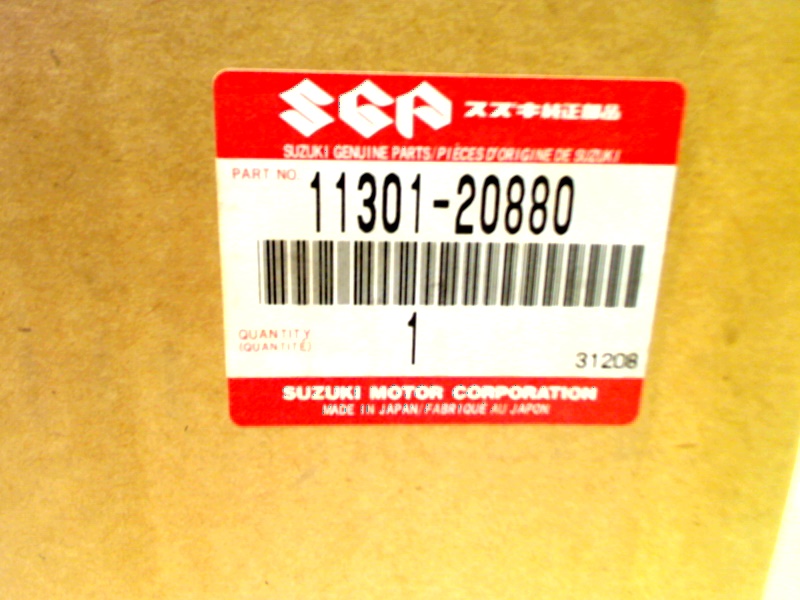 SGP スズキ純正部品
SUZUKI GENUINE PARTS/PIÈCES D'ORIGINE DE SUZUKI
PART NO.
11301-20880
QUANTITY
(QUANTITÉ)
1
31208
SUZUKI MOTOR CORPORATION
MADE IN JAPAN/FABRIQUÉ AU JAPON